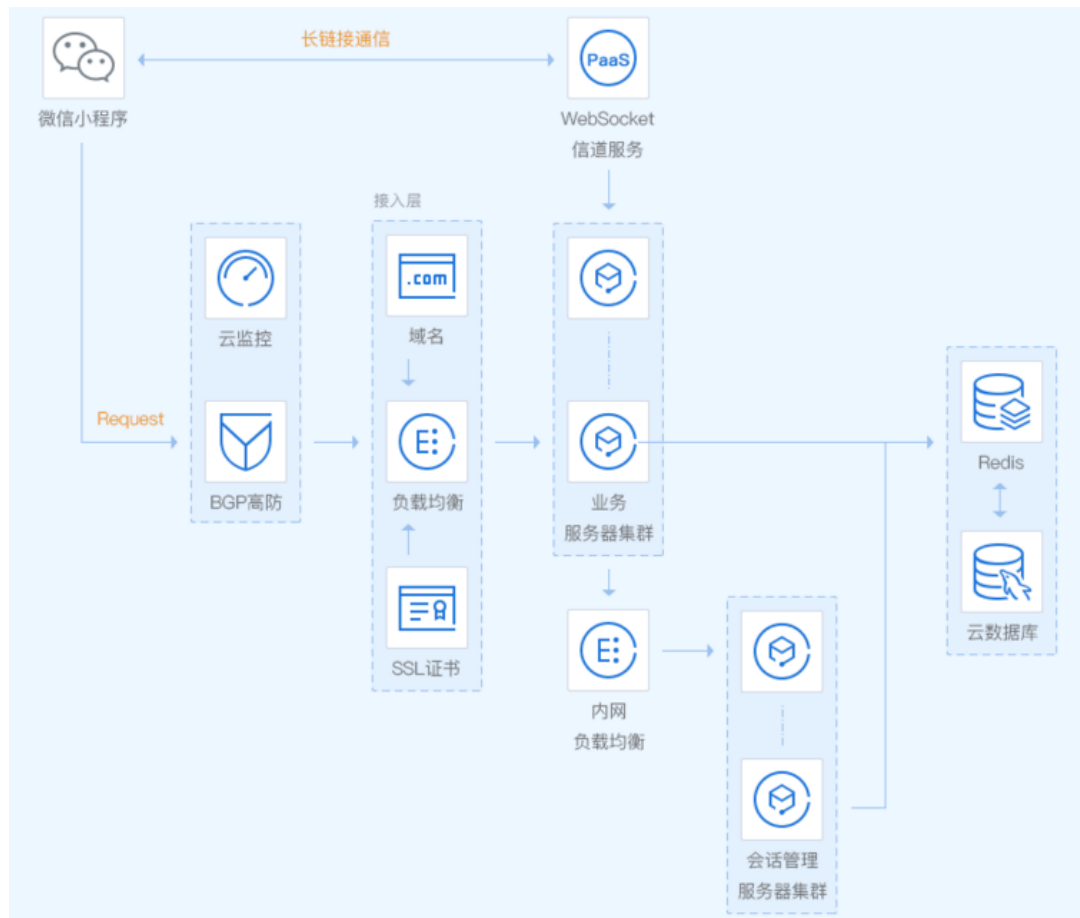 长链接通信
PaaS
微信小程序
WebSocket
信道服务
接入层
.com
云监控
域名
Request
E:
BGP高防
负载均衡
业务
服务器集群
Redis
SSL证书
E:
云数据库
内网
负载均衡
会话管理
服务器集群